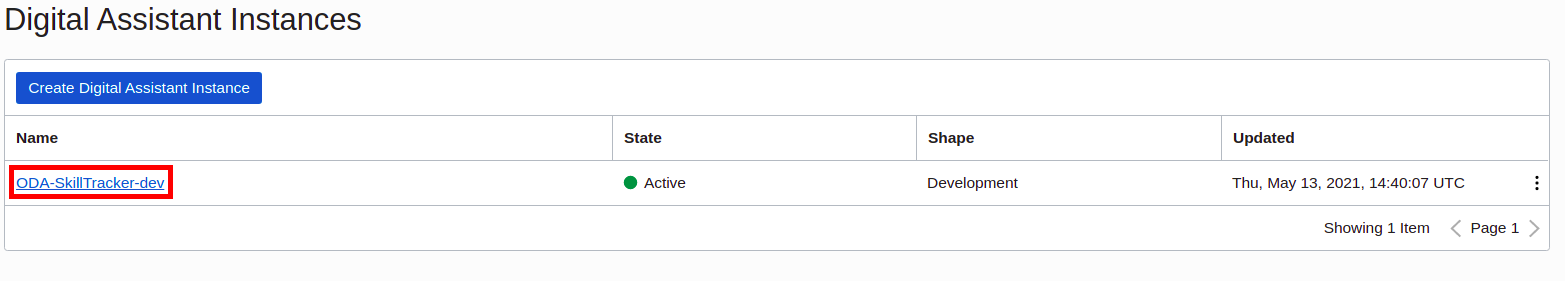 Digital Assistant Instances
Create Digital Assistant Instance
Name State Shape Updated
ODA-SkillTracker-dev Active Development Thu, May 13, 2021, 14:40:07 UTC
Showing 1 Item Page 1